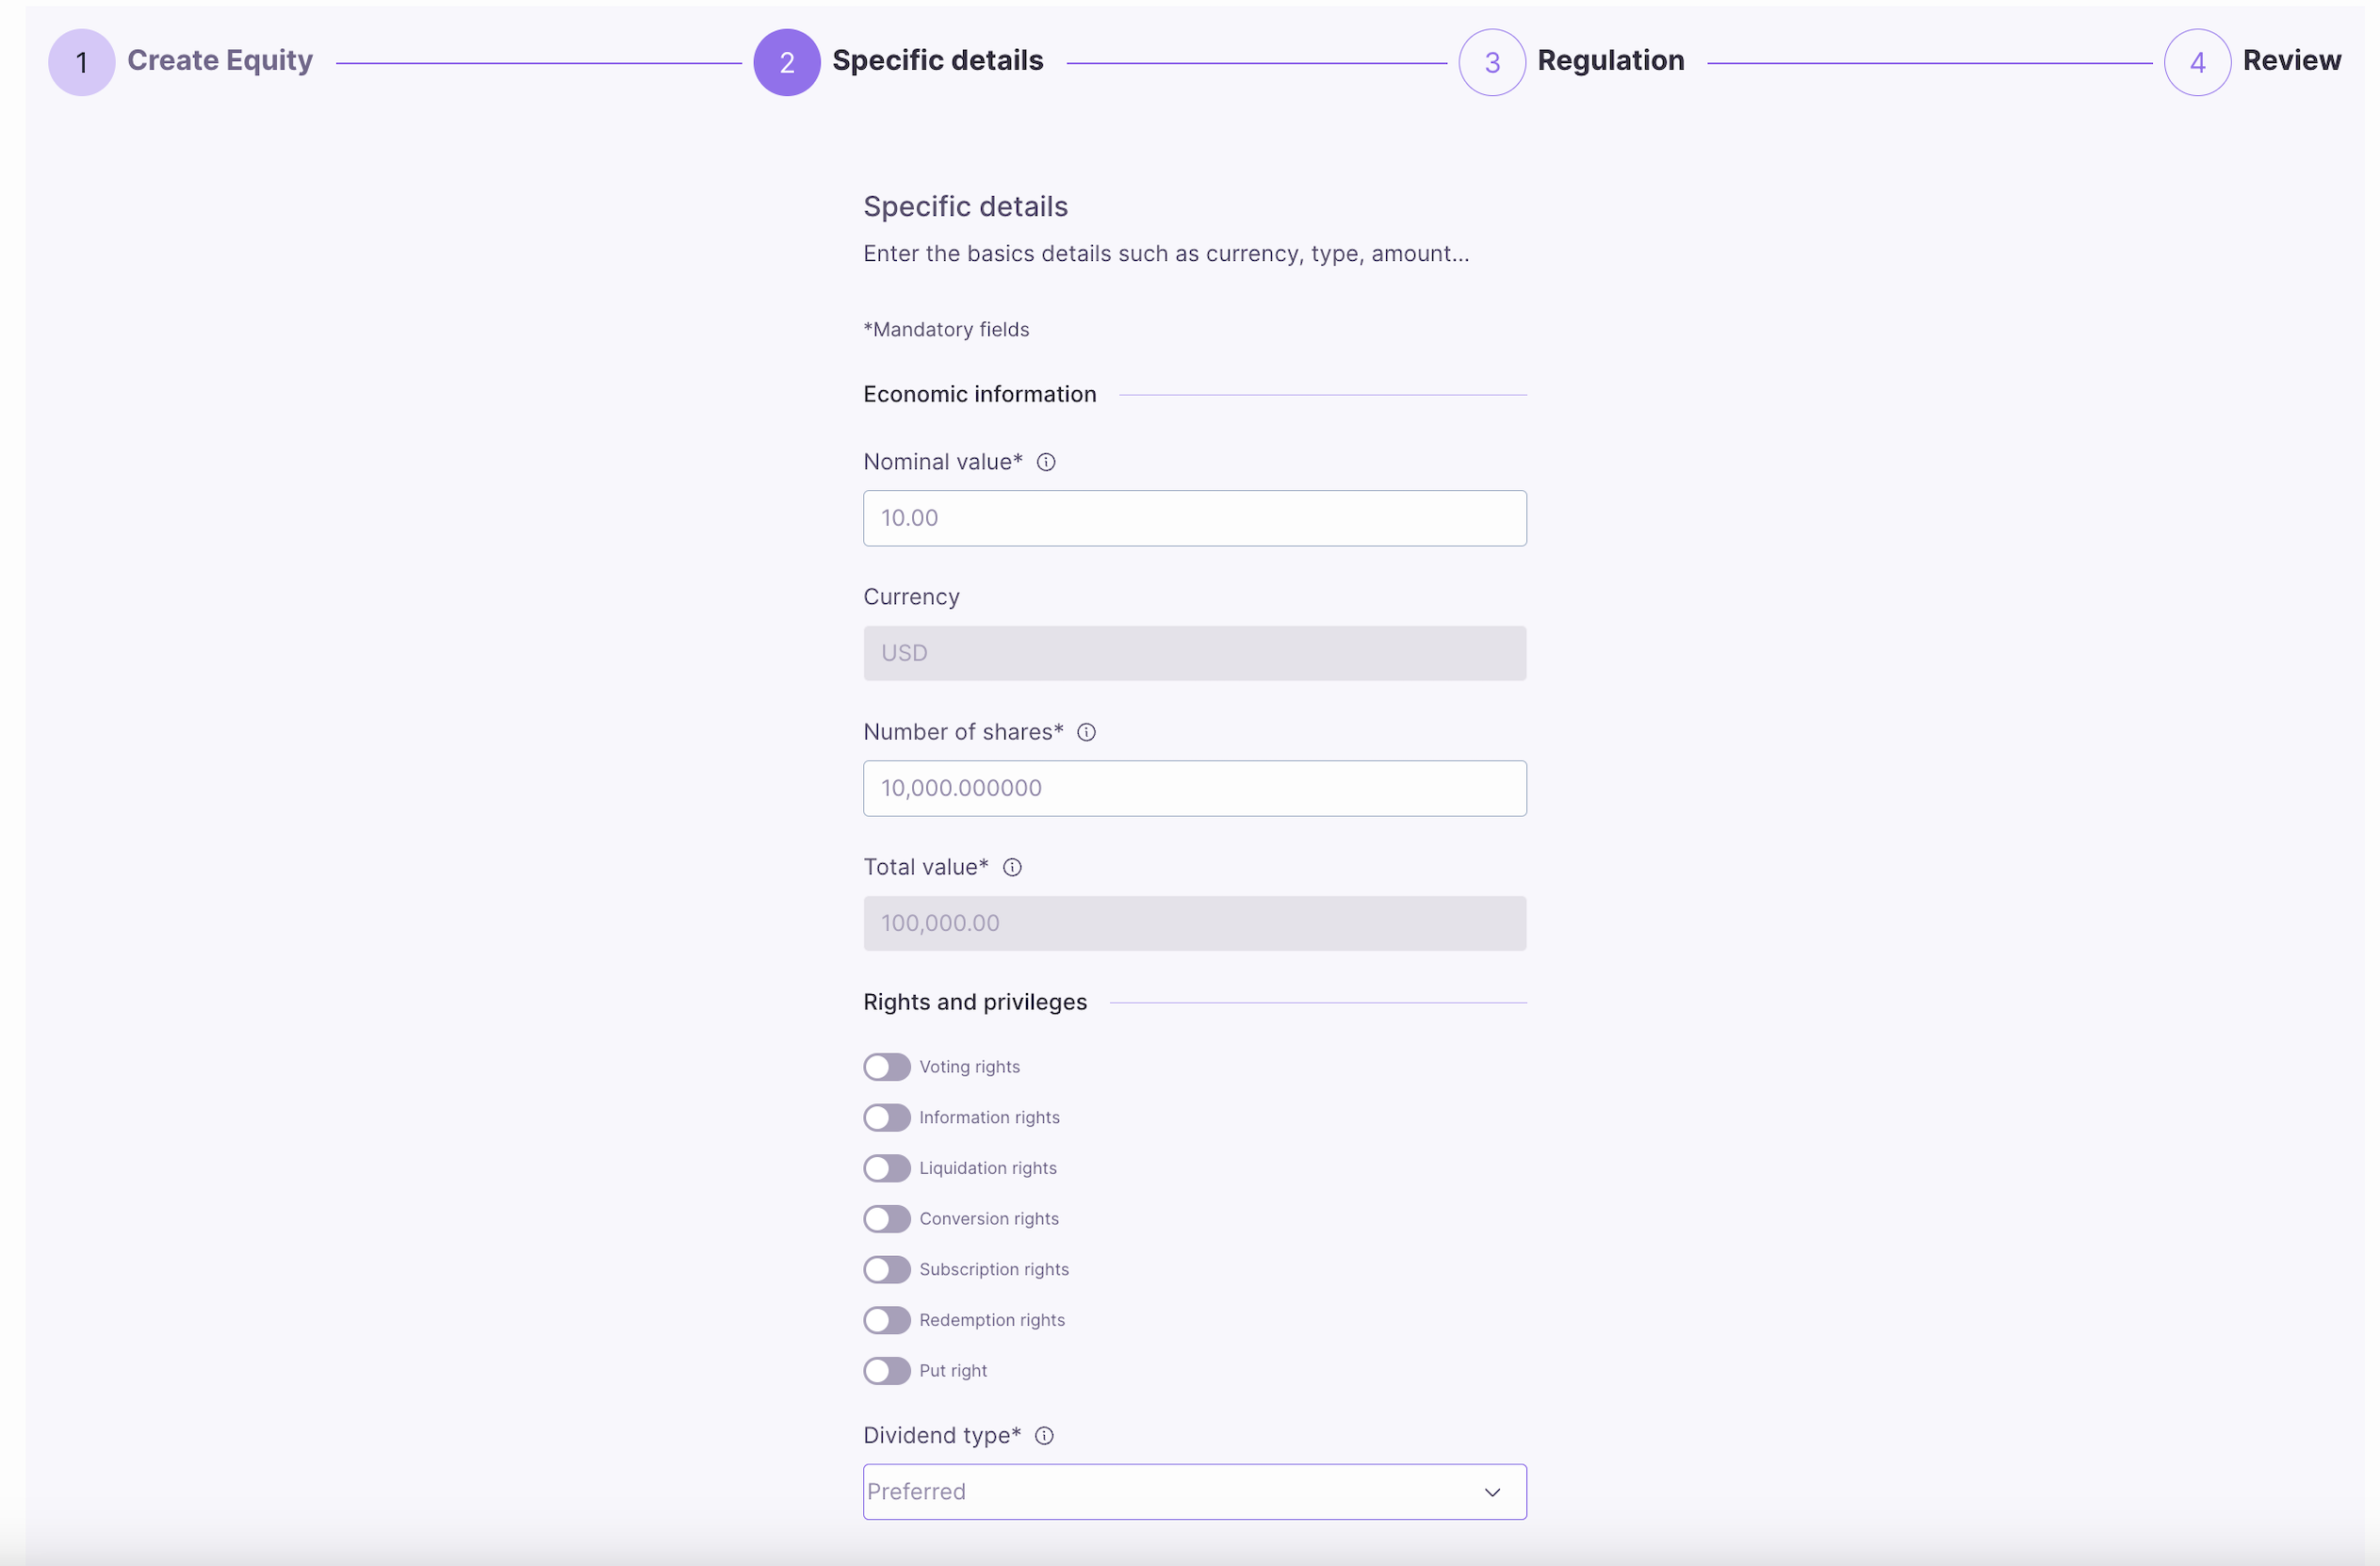 1 Create Equity 2 Specific details 3 Regulation 4 Review
Specific details
Enter the basics details such as currency, type, amount...
*Mandatory fields
Economic information
Nominal value*
10.00
Currency
USD
Number of shares*
10,000.000000
Total value*
100,000.00
Rights and privileges
Voting rights
Information rights
Liquidation rights
Conversion rights
Subscription rights
Redemption rights
Put right
Dividend type*
Preferred